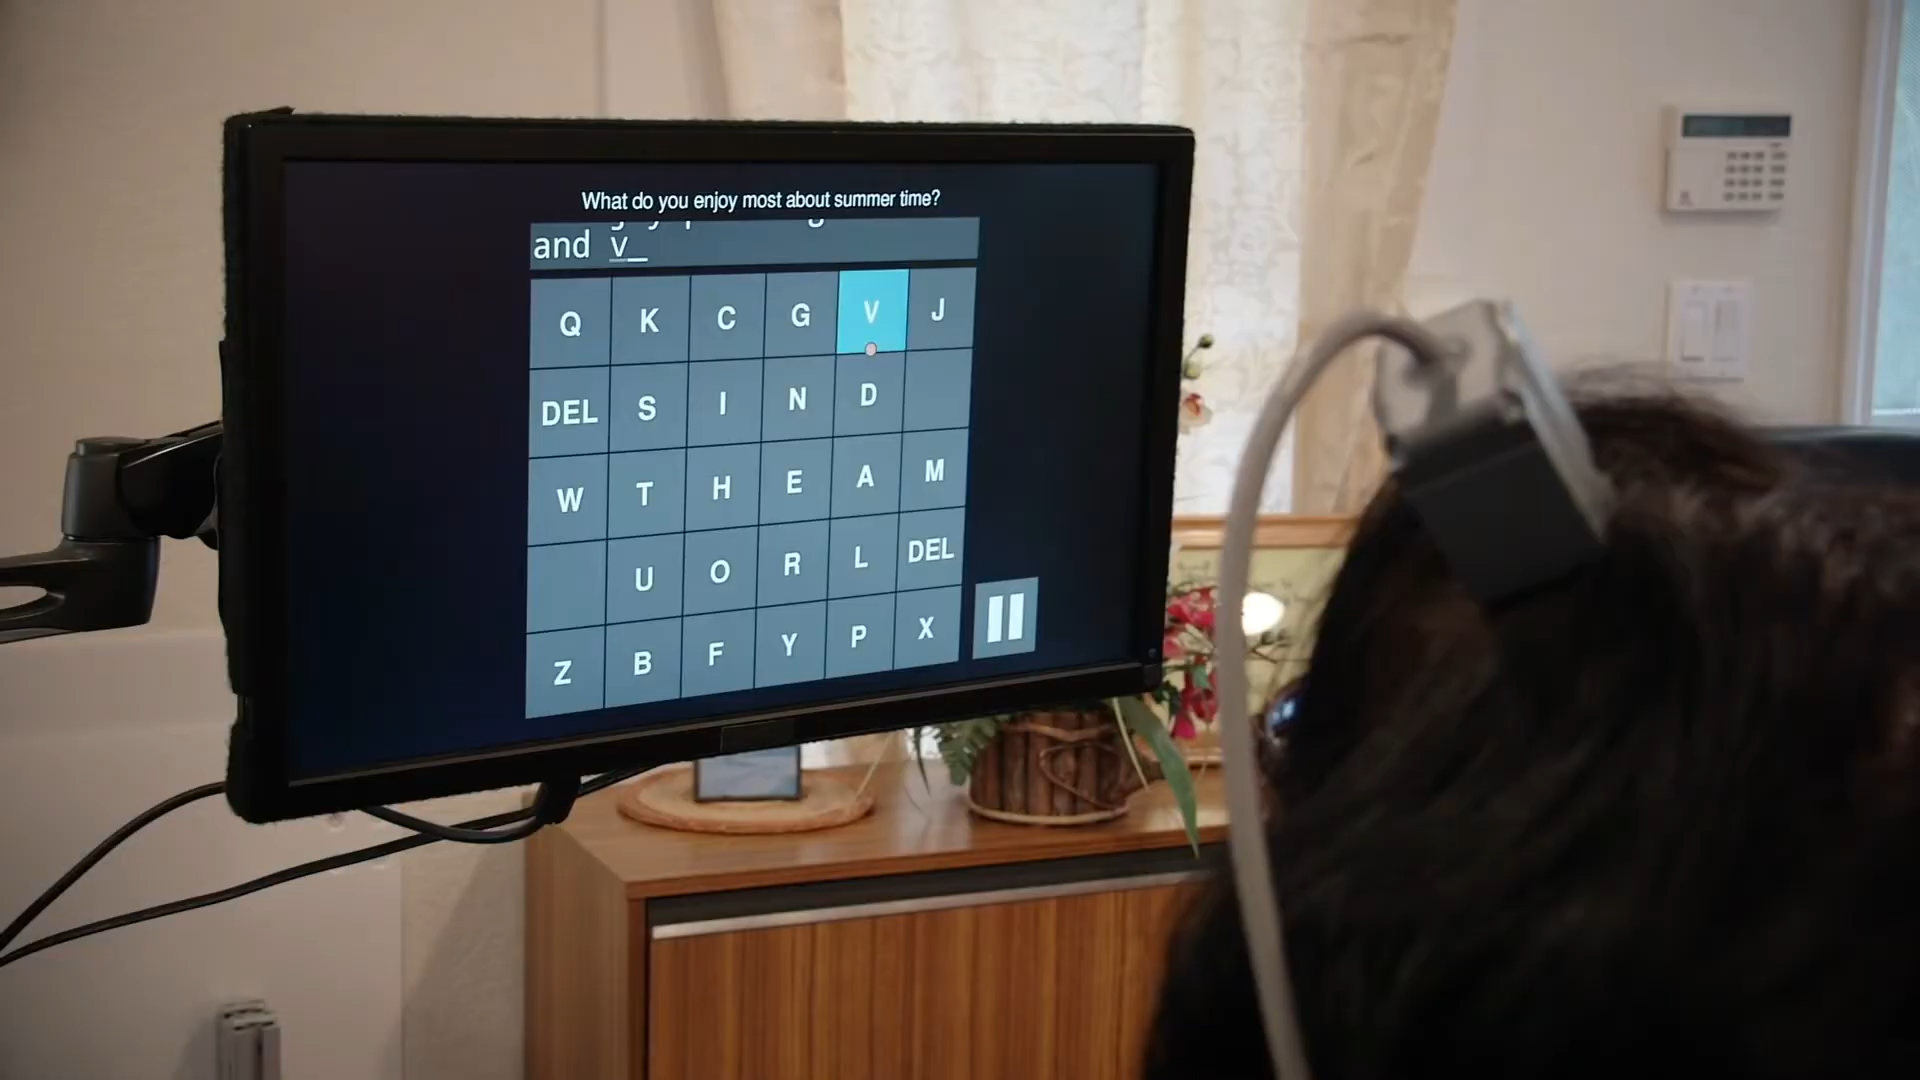 What do you enjoy most about summer time?
and v_
Q K C G V J
DEL S I N D
W T H E A M
U O R L DEL
Z B F Y P X